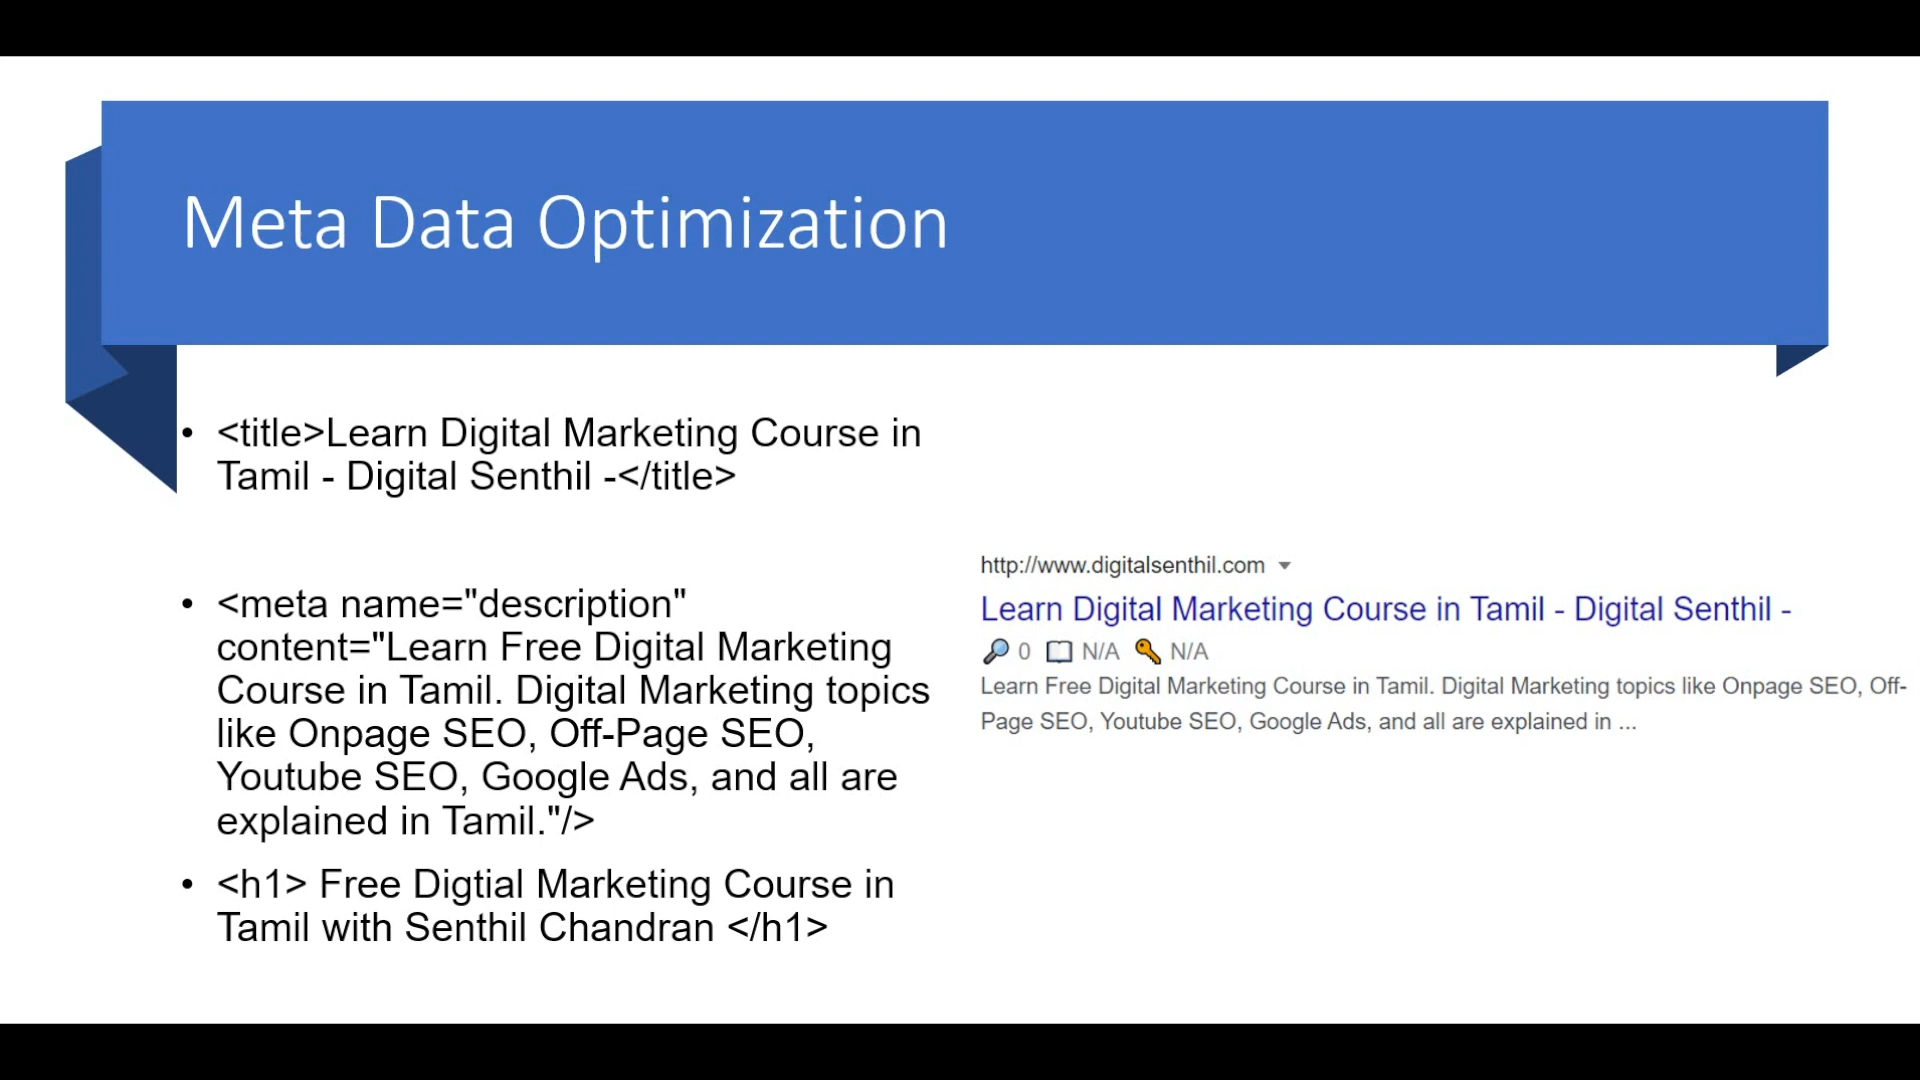 Meta Data Optimization
• <title>Learn Digital Marketing Course in
Tamil - Digital Senthil -</title>
• <meta name="description"
content="Learn Free Digital Marketing
Course in Tamil. Digital Marketing topics
like Onpage SEO, Off-Page SEO,
Youtube SEO, Google Ads, and all are
explained in Tamil."/>
• <h1> Free Digtial Marketing Course in
Tamil with Senthil Chandran </h1>
http://www.digitalsenthil.com
Learn Digital Marketing Course in Tamil - Digital Senthil -
0 N/A N/A
Learn Free Digital Marketing Course in Tamil. Digital Marketing topics like Onpage SEO, Off-
Page SEO, Youtube SEO, Google Ads, and all are explained in ...